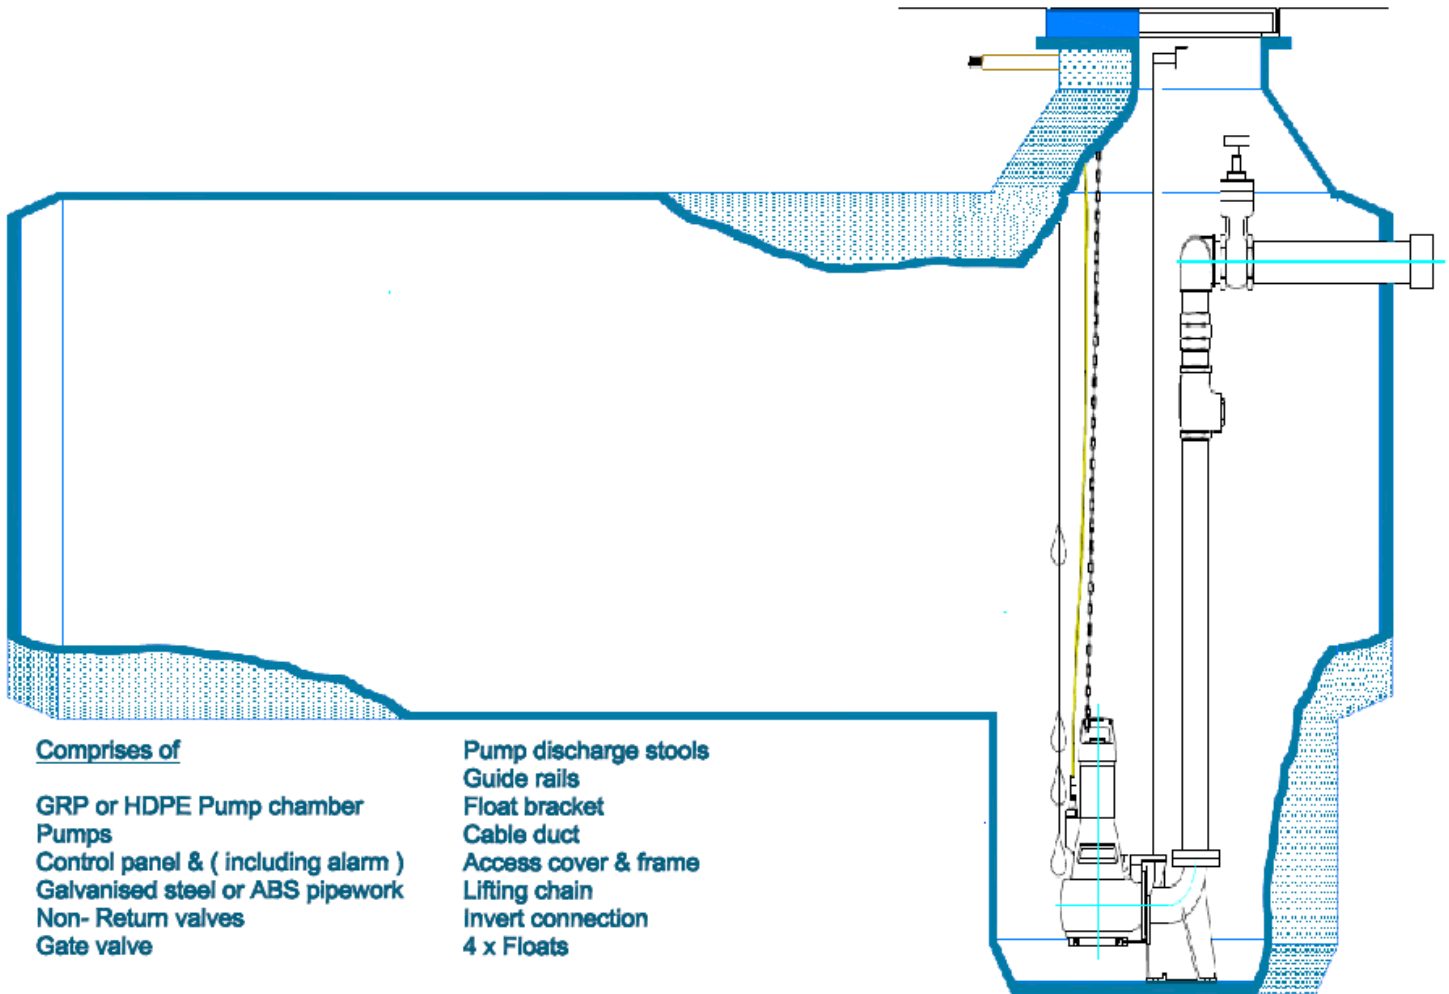 Comprises of
GRP or HDPE Pump chamber
Pumps
Control panel & ( including alarm )
Galvanised steel or ABS pipework
Non- Return valves
Gate valve
Pump discharge stools
Guide rails
Float bracket
Cable duct
Access cover & frame
Lifting chain
Invert connection
4 x Floats